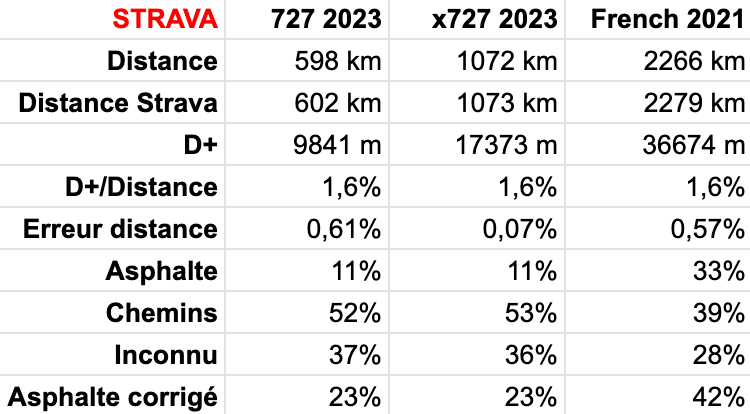 STRAVA 727 2023 x727 2023 French 2021
Distance 598 km 1072 km 2266 km
Distance Strava 602 km 1073 km 2279 km
D+ 9841 m 17373 m 36674 m
D+/Distance 1,6% 1,6% 1,6%
Erreur distance 0,61% 0,07% 0,57%
Asphalte 11% 11% 33%
Chemins 52% 53% 39%
Inconnu 37% 36% 28%
Asphalte corrigé 23% 23% 42%